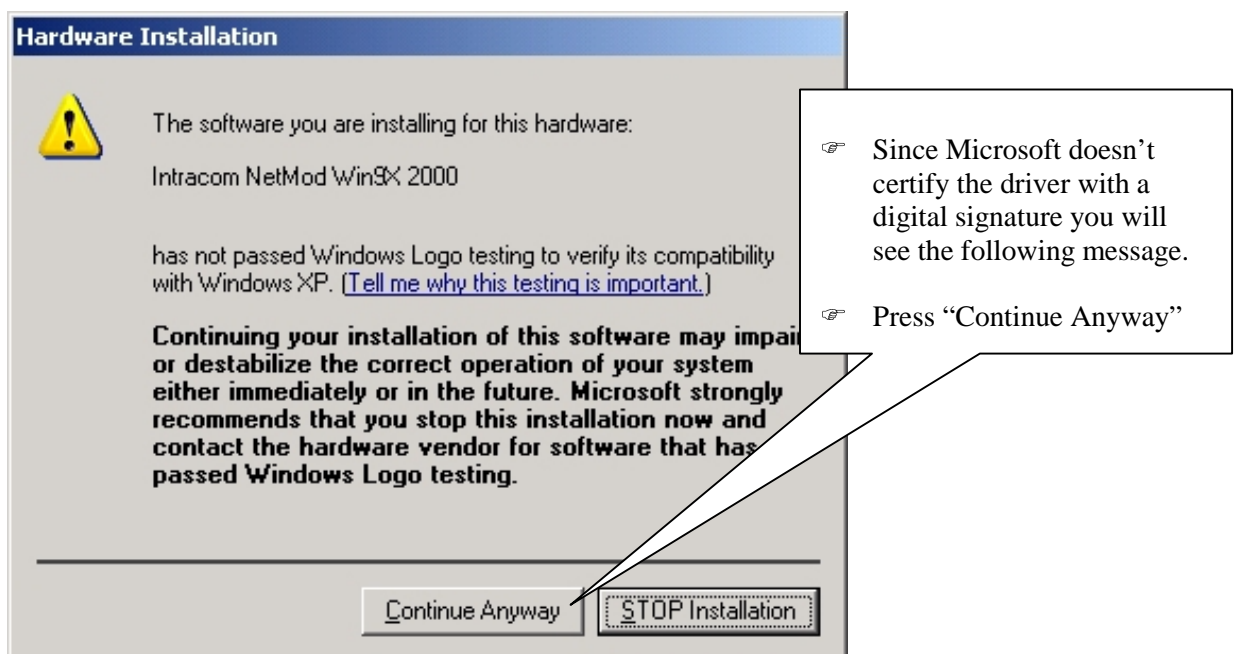 Hardware Installation
The software you are installing for this hardware:
Intracom NetMod Win9X 2000
has not passed Windows Logo testing to verify its compatibility
with Windows XP. (Tell me why this testing is important.)
Continuing your installation of this software may impair
or destabilize the correct operation of your system
either immediately or in the future. Microsoft strongly
recommends that you stop this installation now and
contact the hardware vendor for software that has
passed Windows Logo testing.
Continue Anyway
STOP Installation
☞ Since Microsoft doesn’t
certify the driver with a
digital signature you will
see the following message.
☞ Press “Continue Anyway”